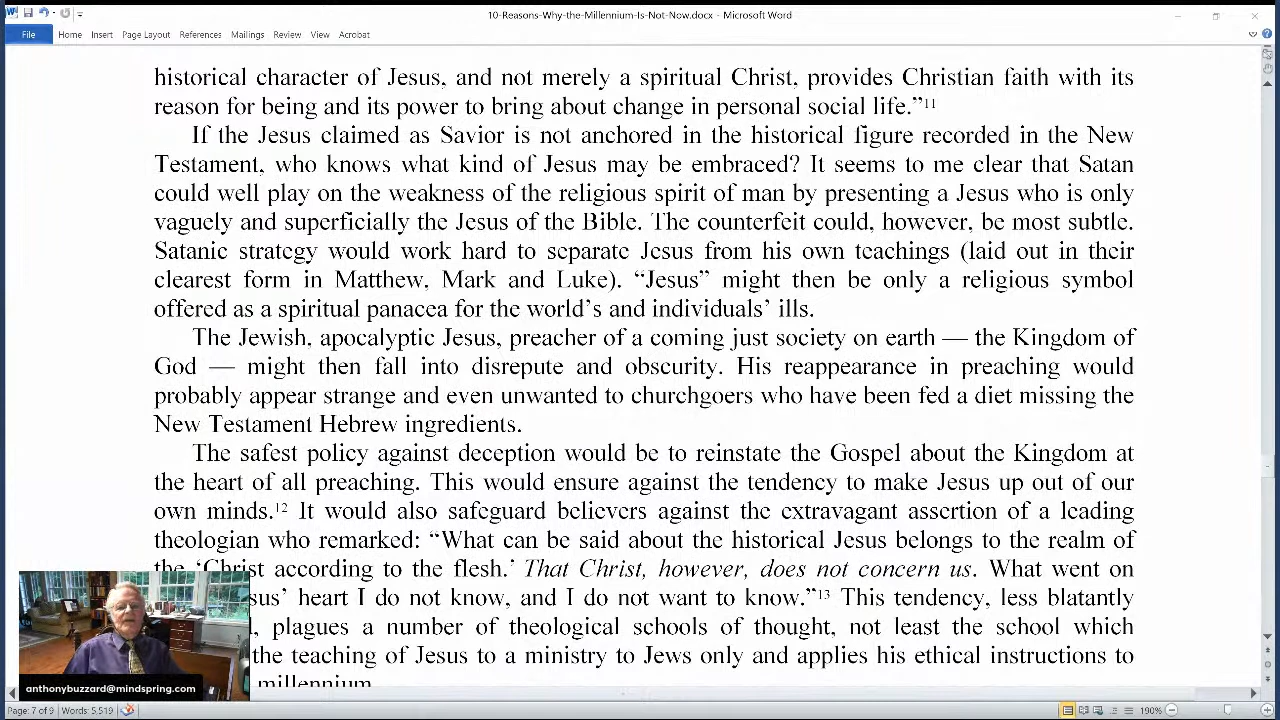 10-Reasons-Why-the-Millennium-Is-Not-Now.docx - Microsoft Word
File Home Insert Page Layout References Mailings Review View Acrobat
historical character of Jesus, and not merely a spiritual Christ, provides Christian faith with its
reason for being and its power to bring about change in personal social life.”11
If the Jesus claimed as Savior is not anchored in the historical figure recorded in the New
Testament, who knows what kind of Jesus may be embraced? It seems to me clear that Satan
could well play on the weakness of the religious spirit of man by presenting a Jesus who is only
vaguely and superficially the Jesus of the Bible. The counterfeit could, however, be most subtle.
Satanic strategy would work hard to separate Jesus from his own teachings (laid out in their
clearest form in Matthew, Mark and Luke). “Jesus” might then be only a religious symbol
offered as a spiritual panacea for the world’s and individuals’ ills.
The Jewish, apocalyptic Jesus, preacher of a coming just society on earth — the Kingdom of
God — might then fall into disrepute and obscurity. His reappearance in preaching would
probably appear strange and even unwanted to churchgoers who have been fed a diet missing the
New Testament Hebrew ingredients.
The safest policy against deception would be to reinstate the Gospel about the Kingdom at
the heart of all preaching. This would ensure against the tendency to make Jesus up out of our
own minds.12 It would also safeguard believers against the extravagant assertion of a leading
theologian who remarked: “What can be said about the historical Jesus belongs to the realm of
the ‘Christ according to the flesh.’ That Christ, however, does not concern us. What went on
sus’ heart I do not know, and I do not want to know.”13 This tendency, less blatantly
, plagues a number of theological schools of thought, not least the school which
the teaching of Jesus to a ministry to Jews only and applies his ethical instructions to
millennium.
anthonybuzzard@mindspring.com
Page: 7 of 9 Words: 5,519 190%